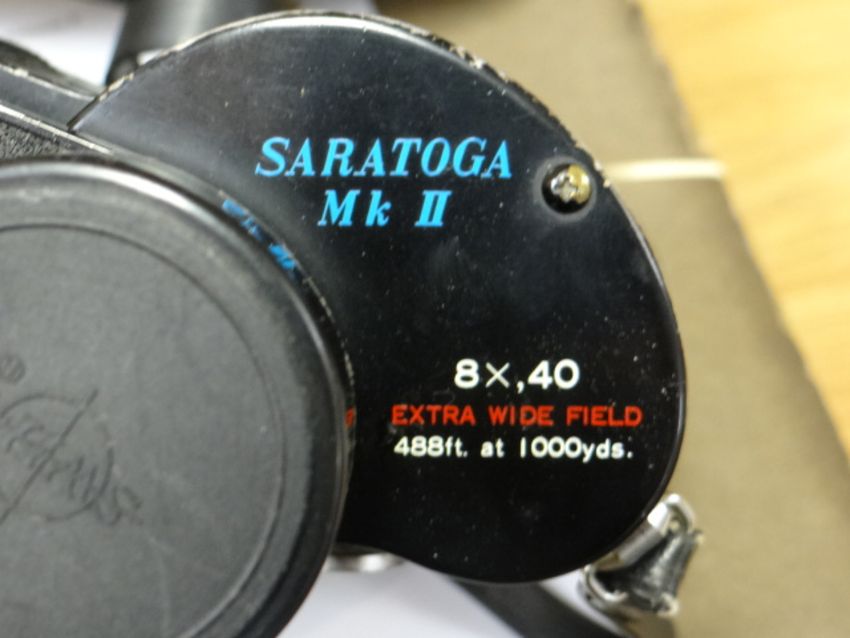 SARATOGA
Mk II
8×,40
EXTRA WIDE FIELD
488ft. at 1000yds.